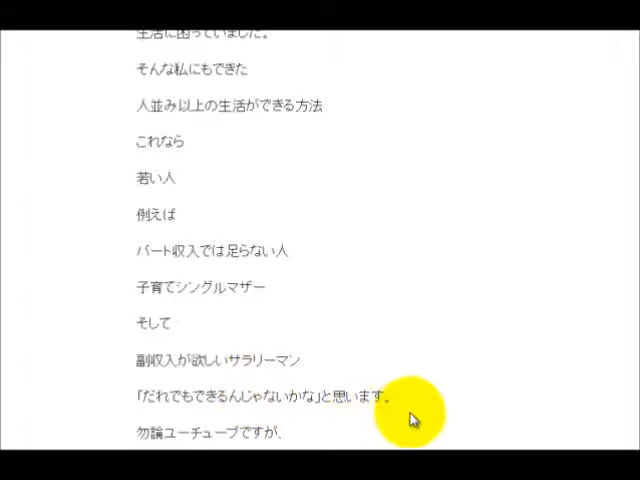 生活に困っていました。
そんな私にもできた
人並み以上の生活ができる方法
これなら
若い人
例えば
パート収入では足らない人
子育てシングルマザー
そして
副収入が欲しいサラリーマン
「だれでもできるんじゃないかな」と思います。
勿論ユーチューブですが、